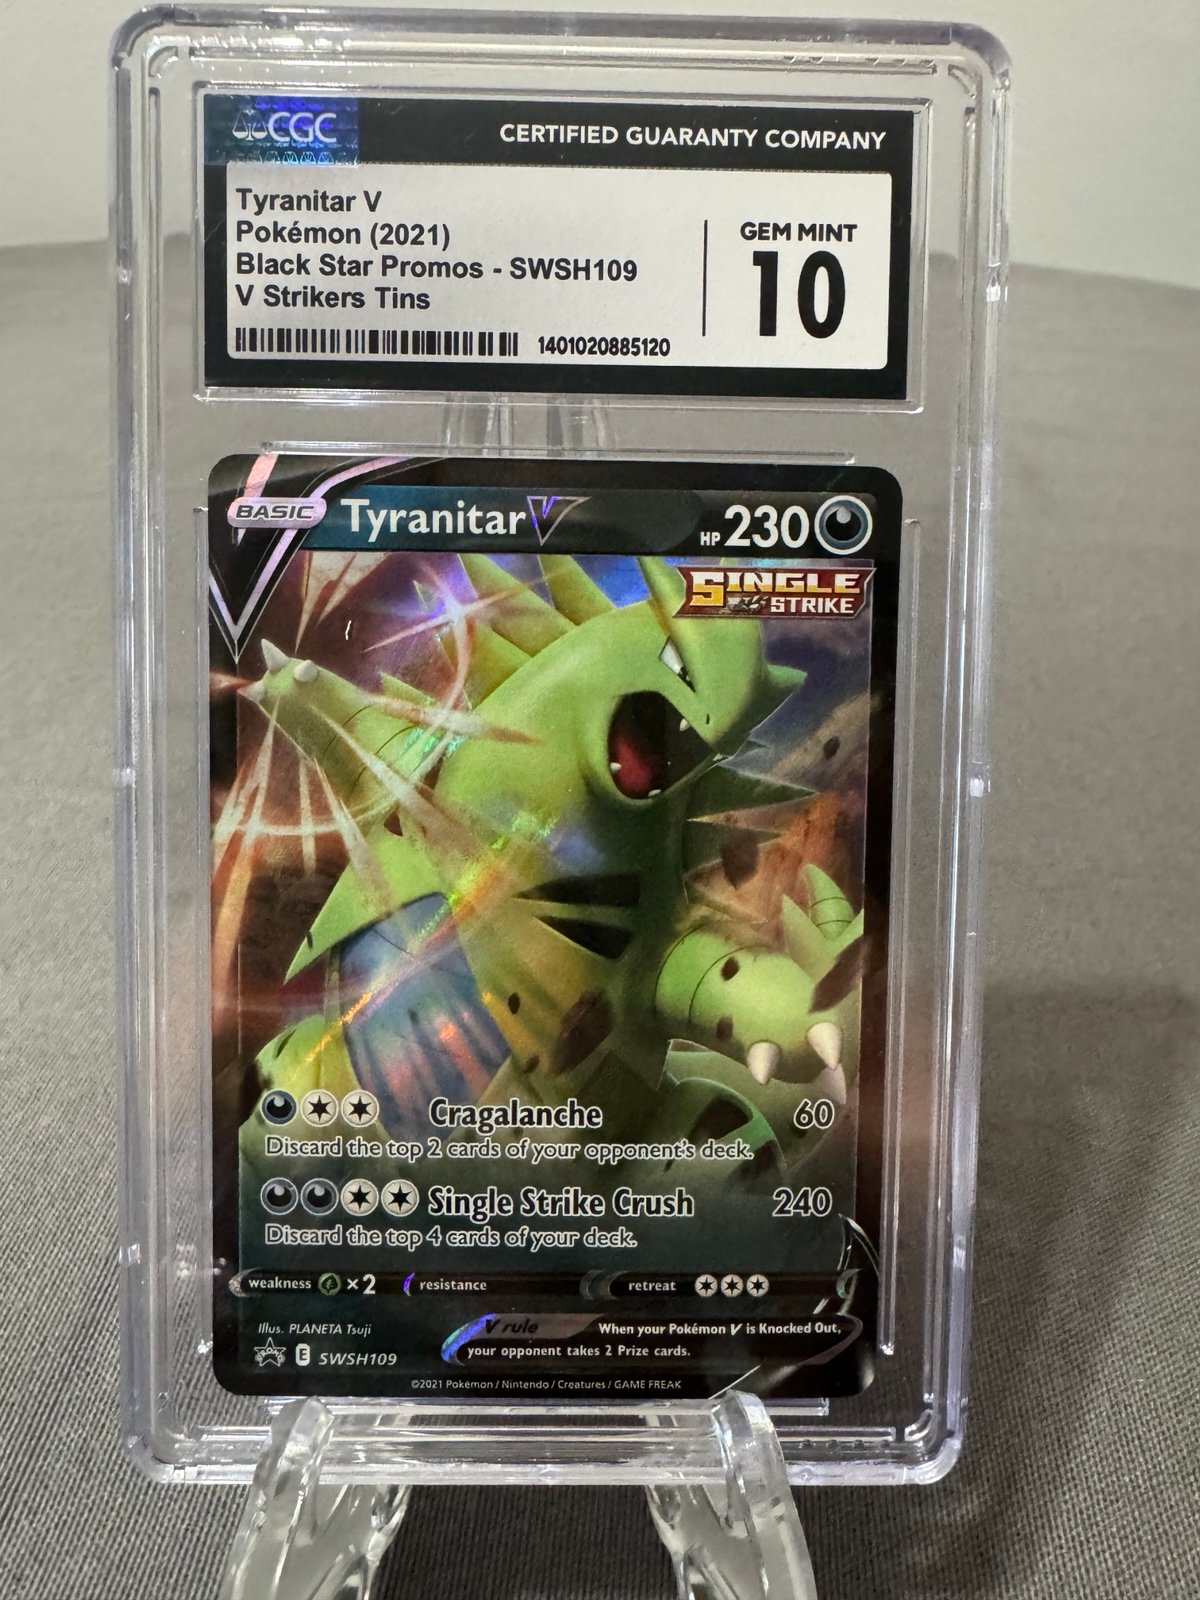 CGC
CERTIFIED GUARANTY COMPANY
Tyranitar V
Pokémon (2021)
Black Star Promos - SWSH109
V Strikers Tins
1401020885120
GEM MINT
10
BASIC
Tyranitar V
HP 230
SINGLE
STRIKE
Cragalanche 60
Discard the top 2 cards of your opponent's deck.
Single Strike Crush 240
Discard the top 4 cards of your deck.
weakness ×2 resistance retreat
Illus. PLANETA Tsuji
V rule When your Pokémon V is Knocked Out,
your opponent takes 2 Prize cards.
PROMO E SWSH109
©2021 Pokémon / Nintendo / Creatures / GAME FREAK